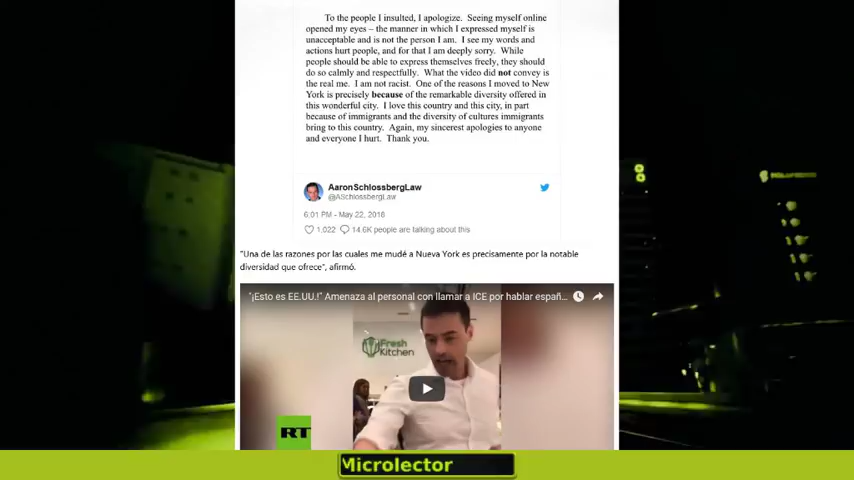 To the people I insulted, I apologize. Seeing myself online
opened my eyes – the manner in which I expressed myself is
unacceptable and is not the person I am. I see my words and
actions hurt people, and for that I am deeply sorry. While
people should be able to express themselves freely, they should
do so calmly and respectfully. What the video did not convey is
the real me. I am not racist. One of the reasons I moved to New
York is precisely because of the remarkable diversity offered in
this wonderful city. I love this country and this city, in part
because of immigrants and the diversity of cultures immigrants
bring to this country. Again, my sincerest apologies to anyone
and everyone I hurt. Thank you.
AaronSchlossbergLaw
@ASchlossbergLaw
6:01 PM - May 22, 2018
1,022 14.6K people are talking about this
"Una de las razones por las cuales me mudé a Nueva York es precisamente por la notable
diversidad que ofrece", afirmó.
"¡Esto es EE.UU.!" Amenaza al personal con llamar a ICE por hablar españ...
Fresh
Kitchen
RT
Microlector